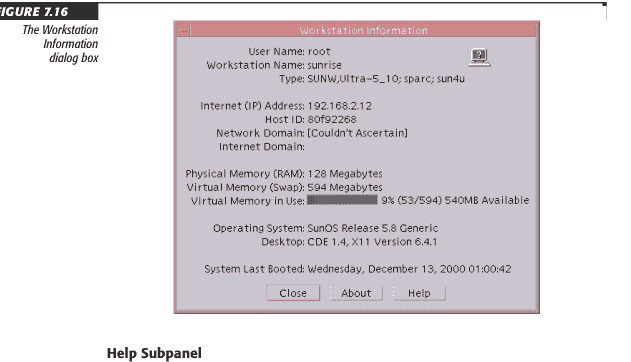 FIGURE 7.16
The Workstation
Information
dialog box
Workstation Information
User Name: root
Workstation Name: sunrise
Type: SUNW,Ultra-5_10; sparc; sun4u
Internet (IP) Address: 192.168.2.12
Host ID: 80f92268
Network Domain: [Couldn't Ascertain]
Internet Domain:
Physical Memory (RAM): 128 Megabytes
Virtual Memory (Swap): 594 Megabytes
Virtual Memory in Use: 9% (53/594) 540MB Available
Operating System: SunOS Release 5.8 Generic
Desktop: CDE 1.4, X11 Version 6.4.1
System Last Booted: Wednesday, December 13, 2000 01:00:42
Close About Help
Help Subpanel